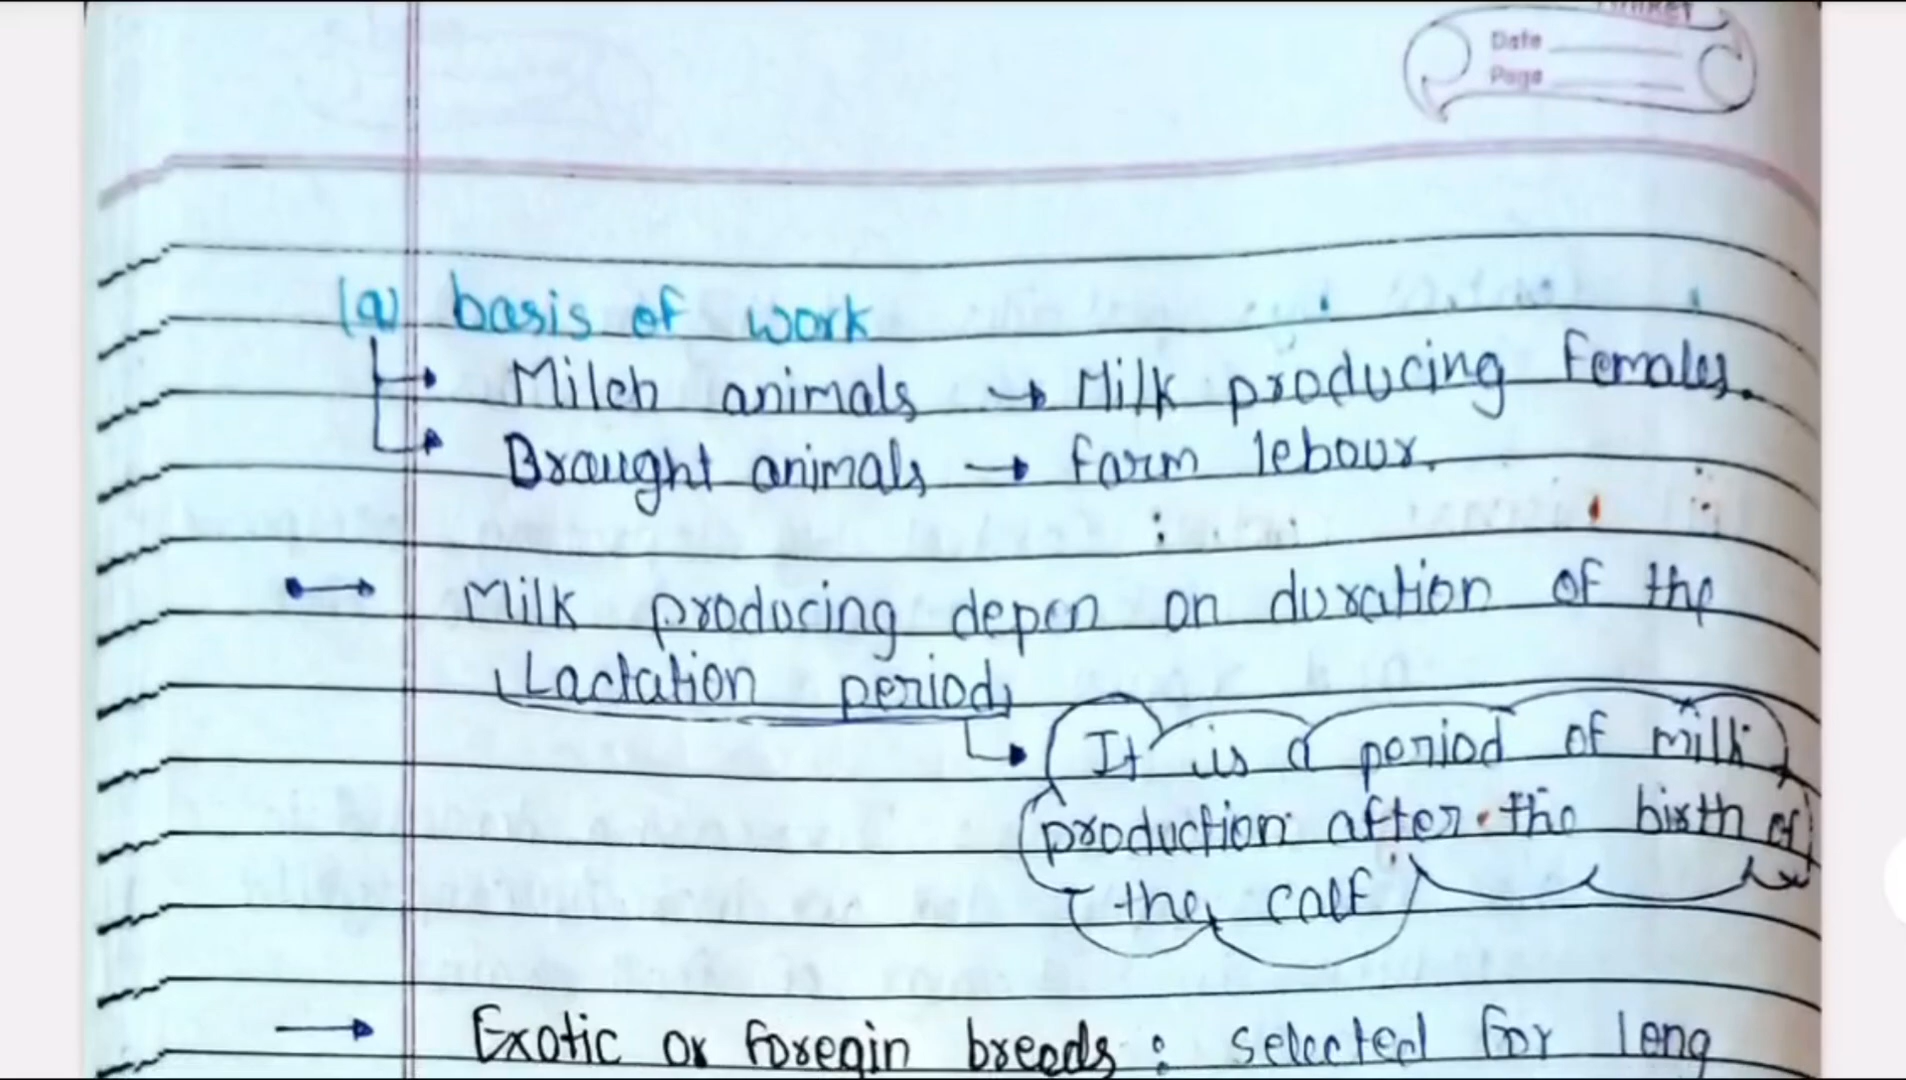 Date
Page
(a) basis of work
Milch animals → Milk producing females.
Draught animals → farm lebour.
Milk producing depen on duration of the
Lactation period
It is a period of milk
production after the birth of
the calf
Exotic or foregin breeds : selected for long